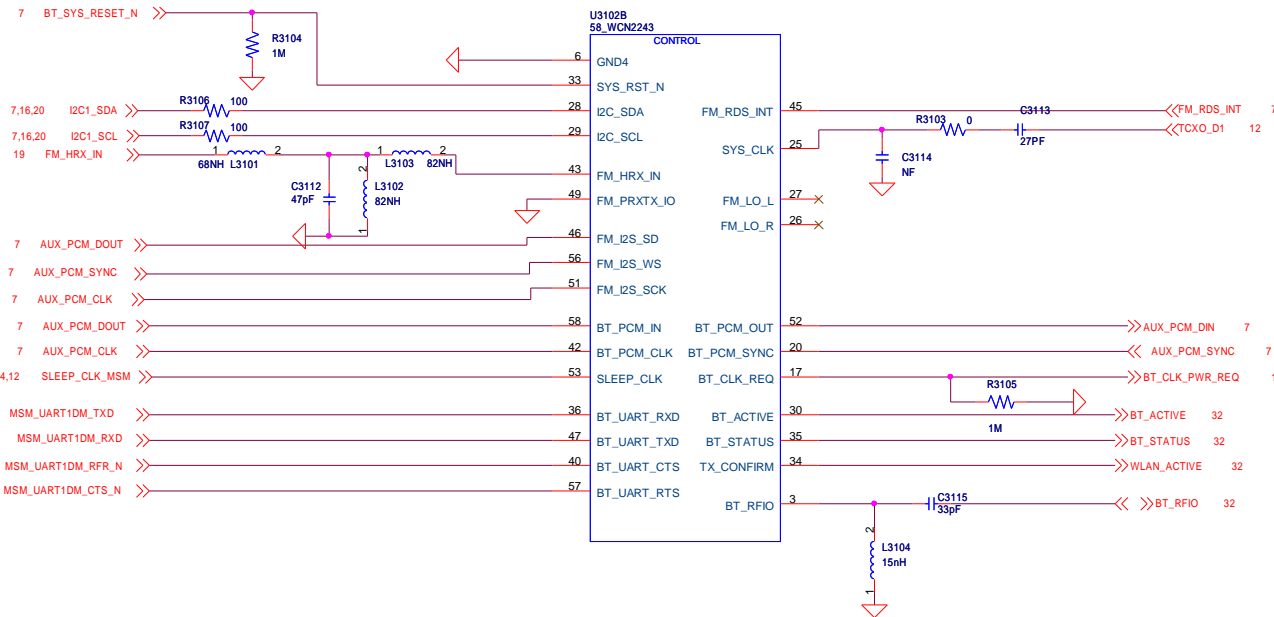 U3102B
58_WCN2243
CONTROL
7 BT_SYS_RESET_N
R3104
1M
6 GND4
33 SYS_RST_N
7,16,20 I2C1_SDA
R3106 100
28 I2C_SDA
7,16,20 I2C1_SCL
R3107 100
29 I2C_SCL
19 FM_HRX_IN
1 2
68NH L3101
1 2
L3103 82NH
43 FM_HRX_IN
C3112
47pF
2
L3102
82NH
1
49 FM_PRXTX_IO
7 AUX_PCM_DOUT
46 FM_I2S_SD
7 AUX_PCM_SYNC
56 FM_I2S_WS
7 AUX_PCM_CLK
51 FM_I2S_SCK
7 AUX_PCM_DOUT
58 BT_PCM_IN
7 AUX_PCM_CLK
42 BT_PCM_CLK
4,12 SLEEP_CLK_MSM
53 SLEEP_CLK
MSM_UART1DM_TXD
36 BT_UART_RXD
MSM_UART1DM_RXD
47 BT_UART_TXD
MSM_UART1DM_RFR_N
40 BT_UART_CTS
MSM_UART1DM_CTS_N
57 BT_UART_RTS
FM_RDS_INT 45
FM_RDS_INT
SYS_CLK 25
R3103 0
C3113
27PF
TCXO_D1 12
C3114
NF
FM_LO_L 27
FM_LO_R 26
BT_PCM_OUT 52
AUX_PCM_DIN 7
BT_PCM_SYNC 20
AUX_PCM_SYNC 7
BT_CLK_REQ 17
BT_CLK_PWR_REQ
R3105
1M
BT_ACTIVE 30
BT_ACTIVE 32
BT_STATUS 35
BT_STATUS 32
TX_CONFIRM 34
WLAN_ACTIVE 32
BT_RFIO 3
C3115
33pF
BT_RFIO 32
2
L3104
15nH
1